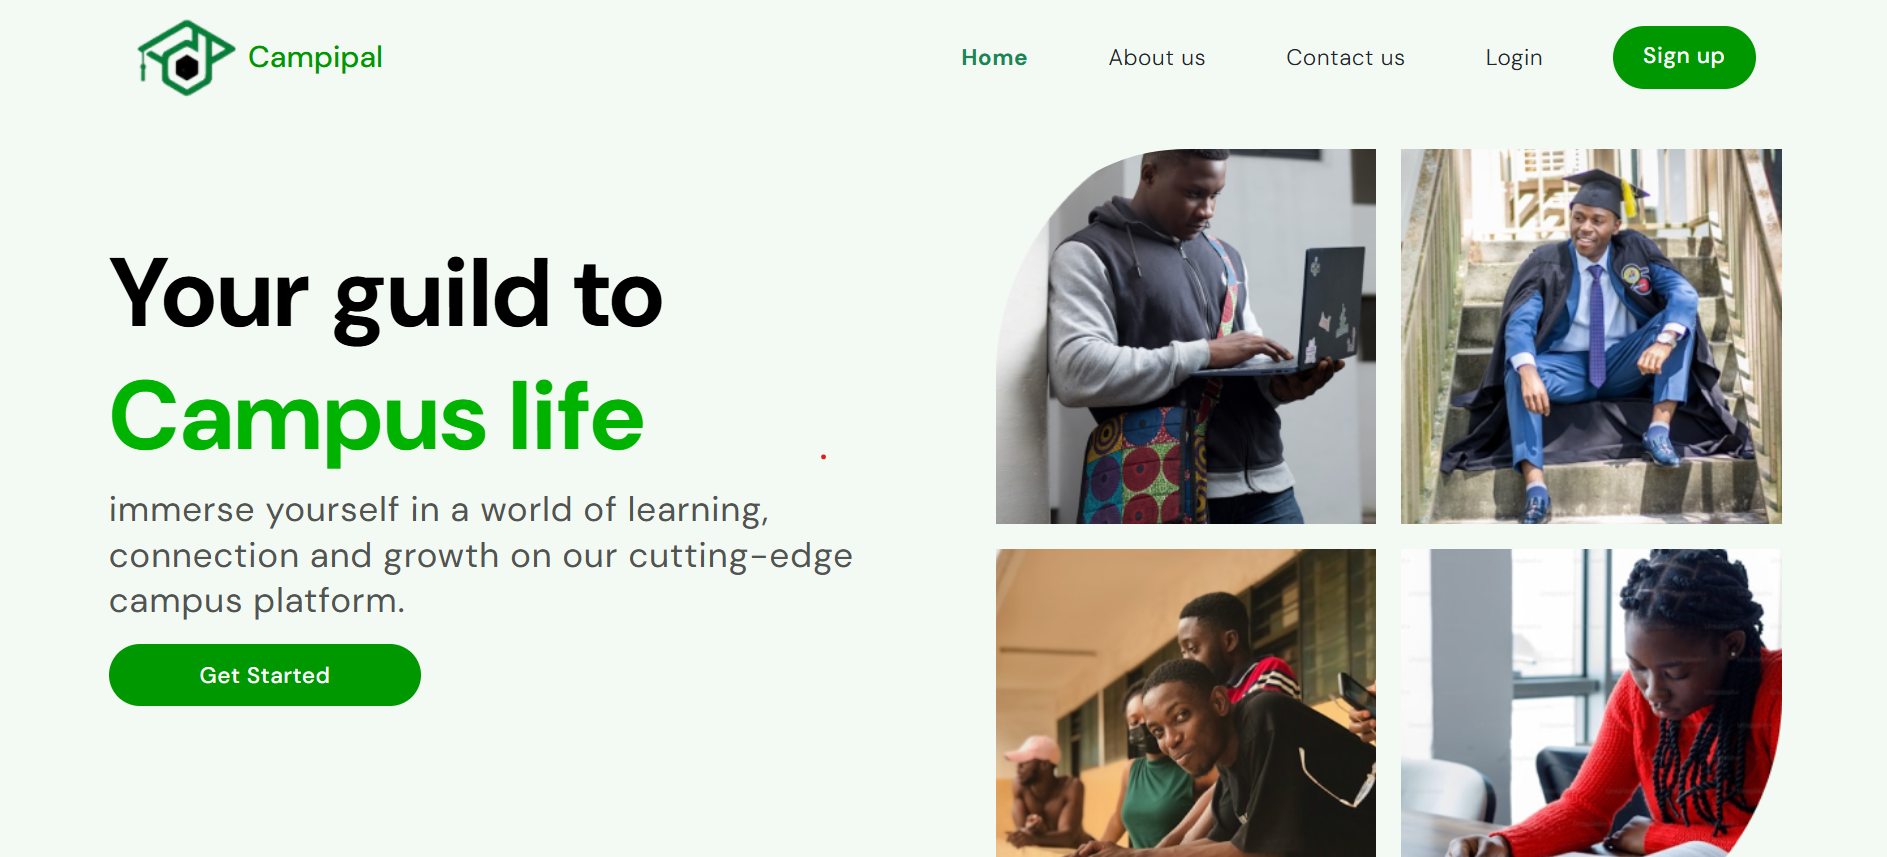 Campipal
Home About us Contact us Login Sign up
Your guild to
Campus life
immerse yourself in a world of learning,
connection and growth on our cutting-edge
campus platform.
Get Started